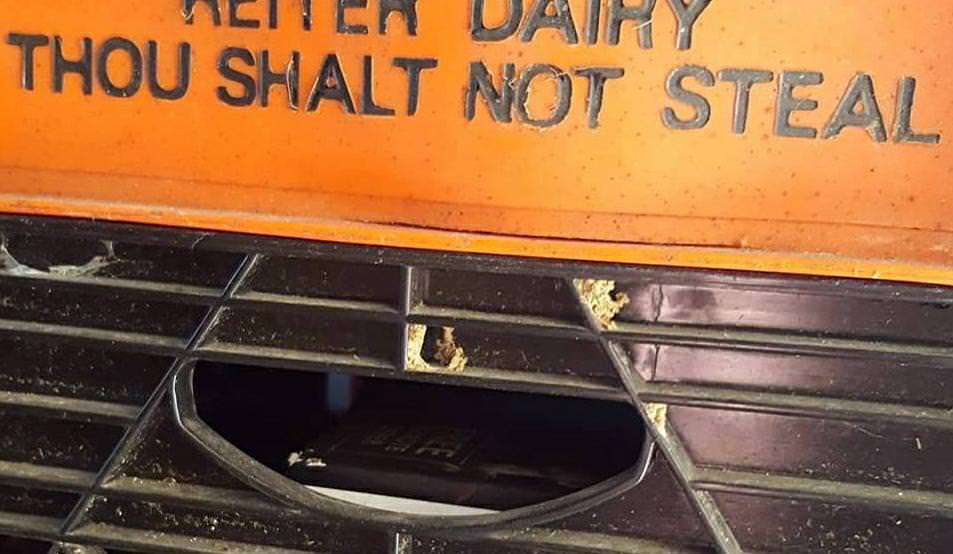 REITER DAIRY
THOU SHALT NOT STEAL